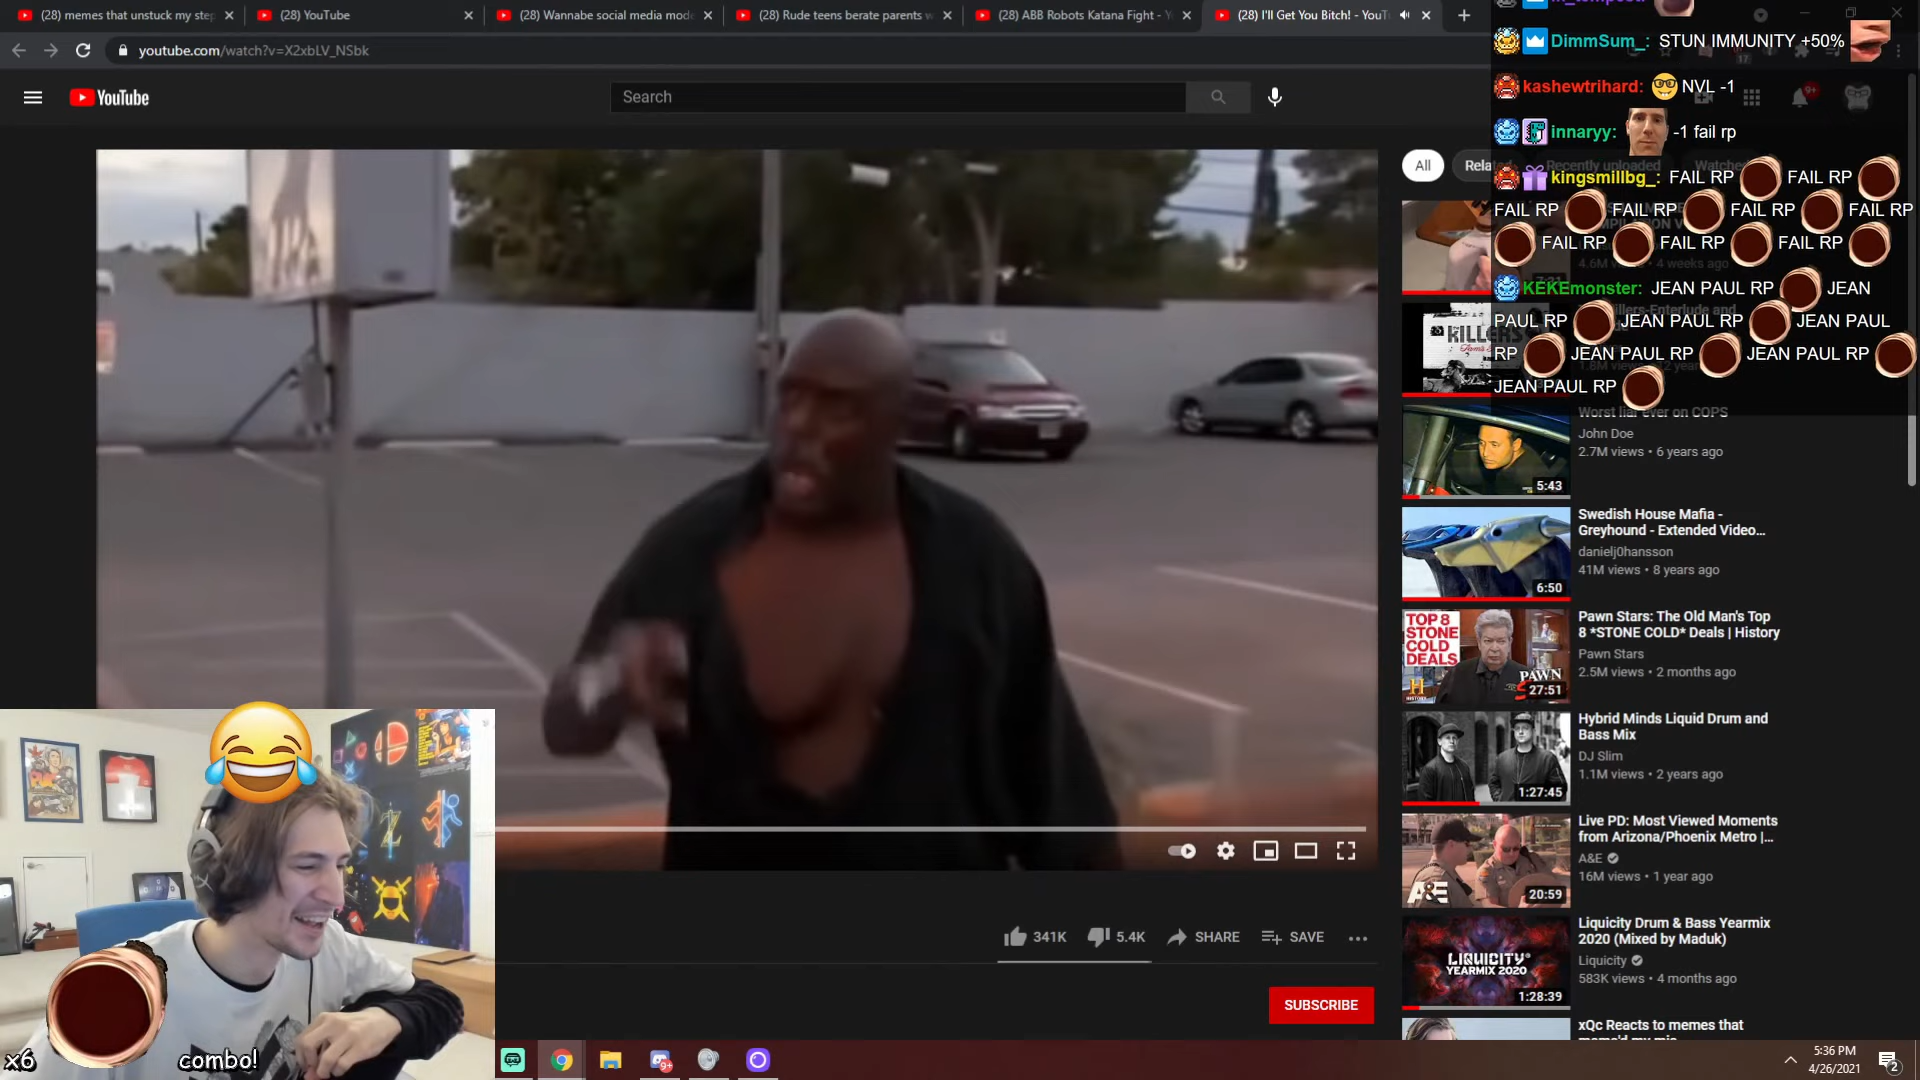 (28) memes that unstuck my step
(28) YouTube
(28) Wannabe social media mode
(28) Rude teens berate parents w
(28) ABB Robots Katana Fight - Y
(28) I'll Get You Bitch! - YouT
youtube.com/watch?v=X2xbLV_NSbk
YouTube
Search
DimmSum_: STUN IMMUNITY +50%
kashewtrihard: NVL -1
innaryy: -1 fail rp
All
Recently uploaded
Watched
kingsmillbg_: FAIL RP FAIL RP
FAIL RP FAIL RP FAIL RP FAIL RP
FAIL RP FAIL RP FAIL RP
4 weeks ago
KEKEmonster: JEAN PAUL RP JEAN
PAUL RP JEAN PAUL RP JEAN PAUL
RP JEAN PAUL RP JEAN PAUL RP
JEAN PAUL RP
KILLERS
Worst liar ever on COPS
John Doe
2.7M views • 6 years ago
5:43
Swedish House Mafia -
Greyhound - Extended Video...
danielj0hansson
41M views • 8 years ago
6:50
Pawn Stars: The Old Man's Top
8 *STONE COLD* Deals | History
Pawn Stars
2.5M views • 2 months ago
TOP 8
STONE
COLD
DEALS
H
PAWN
27:51
Hybrid Minds Liquid Drum and
Bass Mix
DJ Slim
1.1M views • 2 years ago
1:27:45
Live PD: Most Viewed Moments
from Arizona/Phoenix Metro |...
A&E
16M views • 1 year ago
A&E
20:59
Liquicity Drum & Bass Yearmix
2020 (Mixed by Maduk)
Liquicity
583K views • 4 months ago
LIQUICITY
YEARMIX 2020
1:28:39
xQc Reacts to memes that
341K
5.4K
SHARE
SAVE
SUBSCRIBE
x6
combo!
5:36 PM
4/26/2021